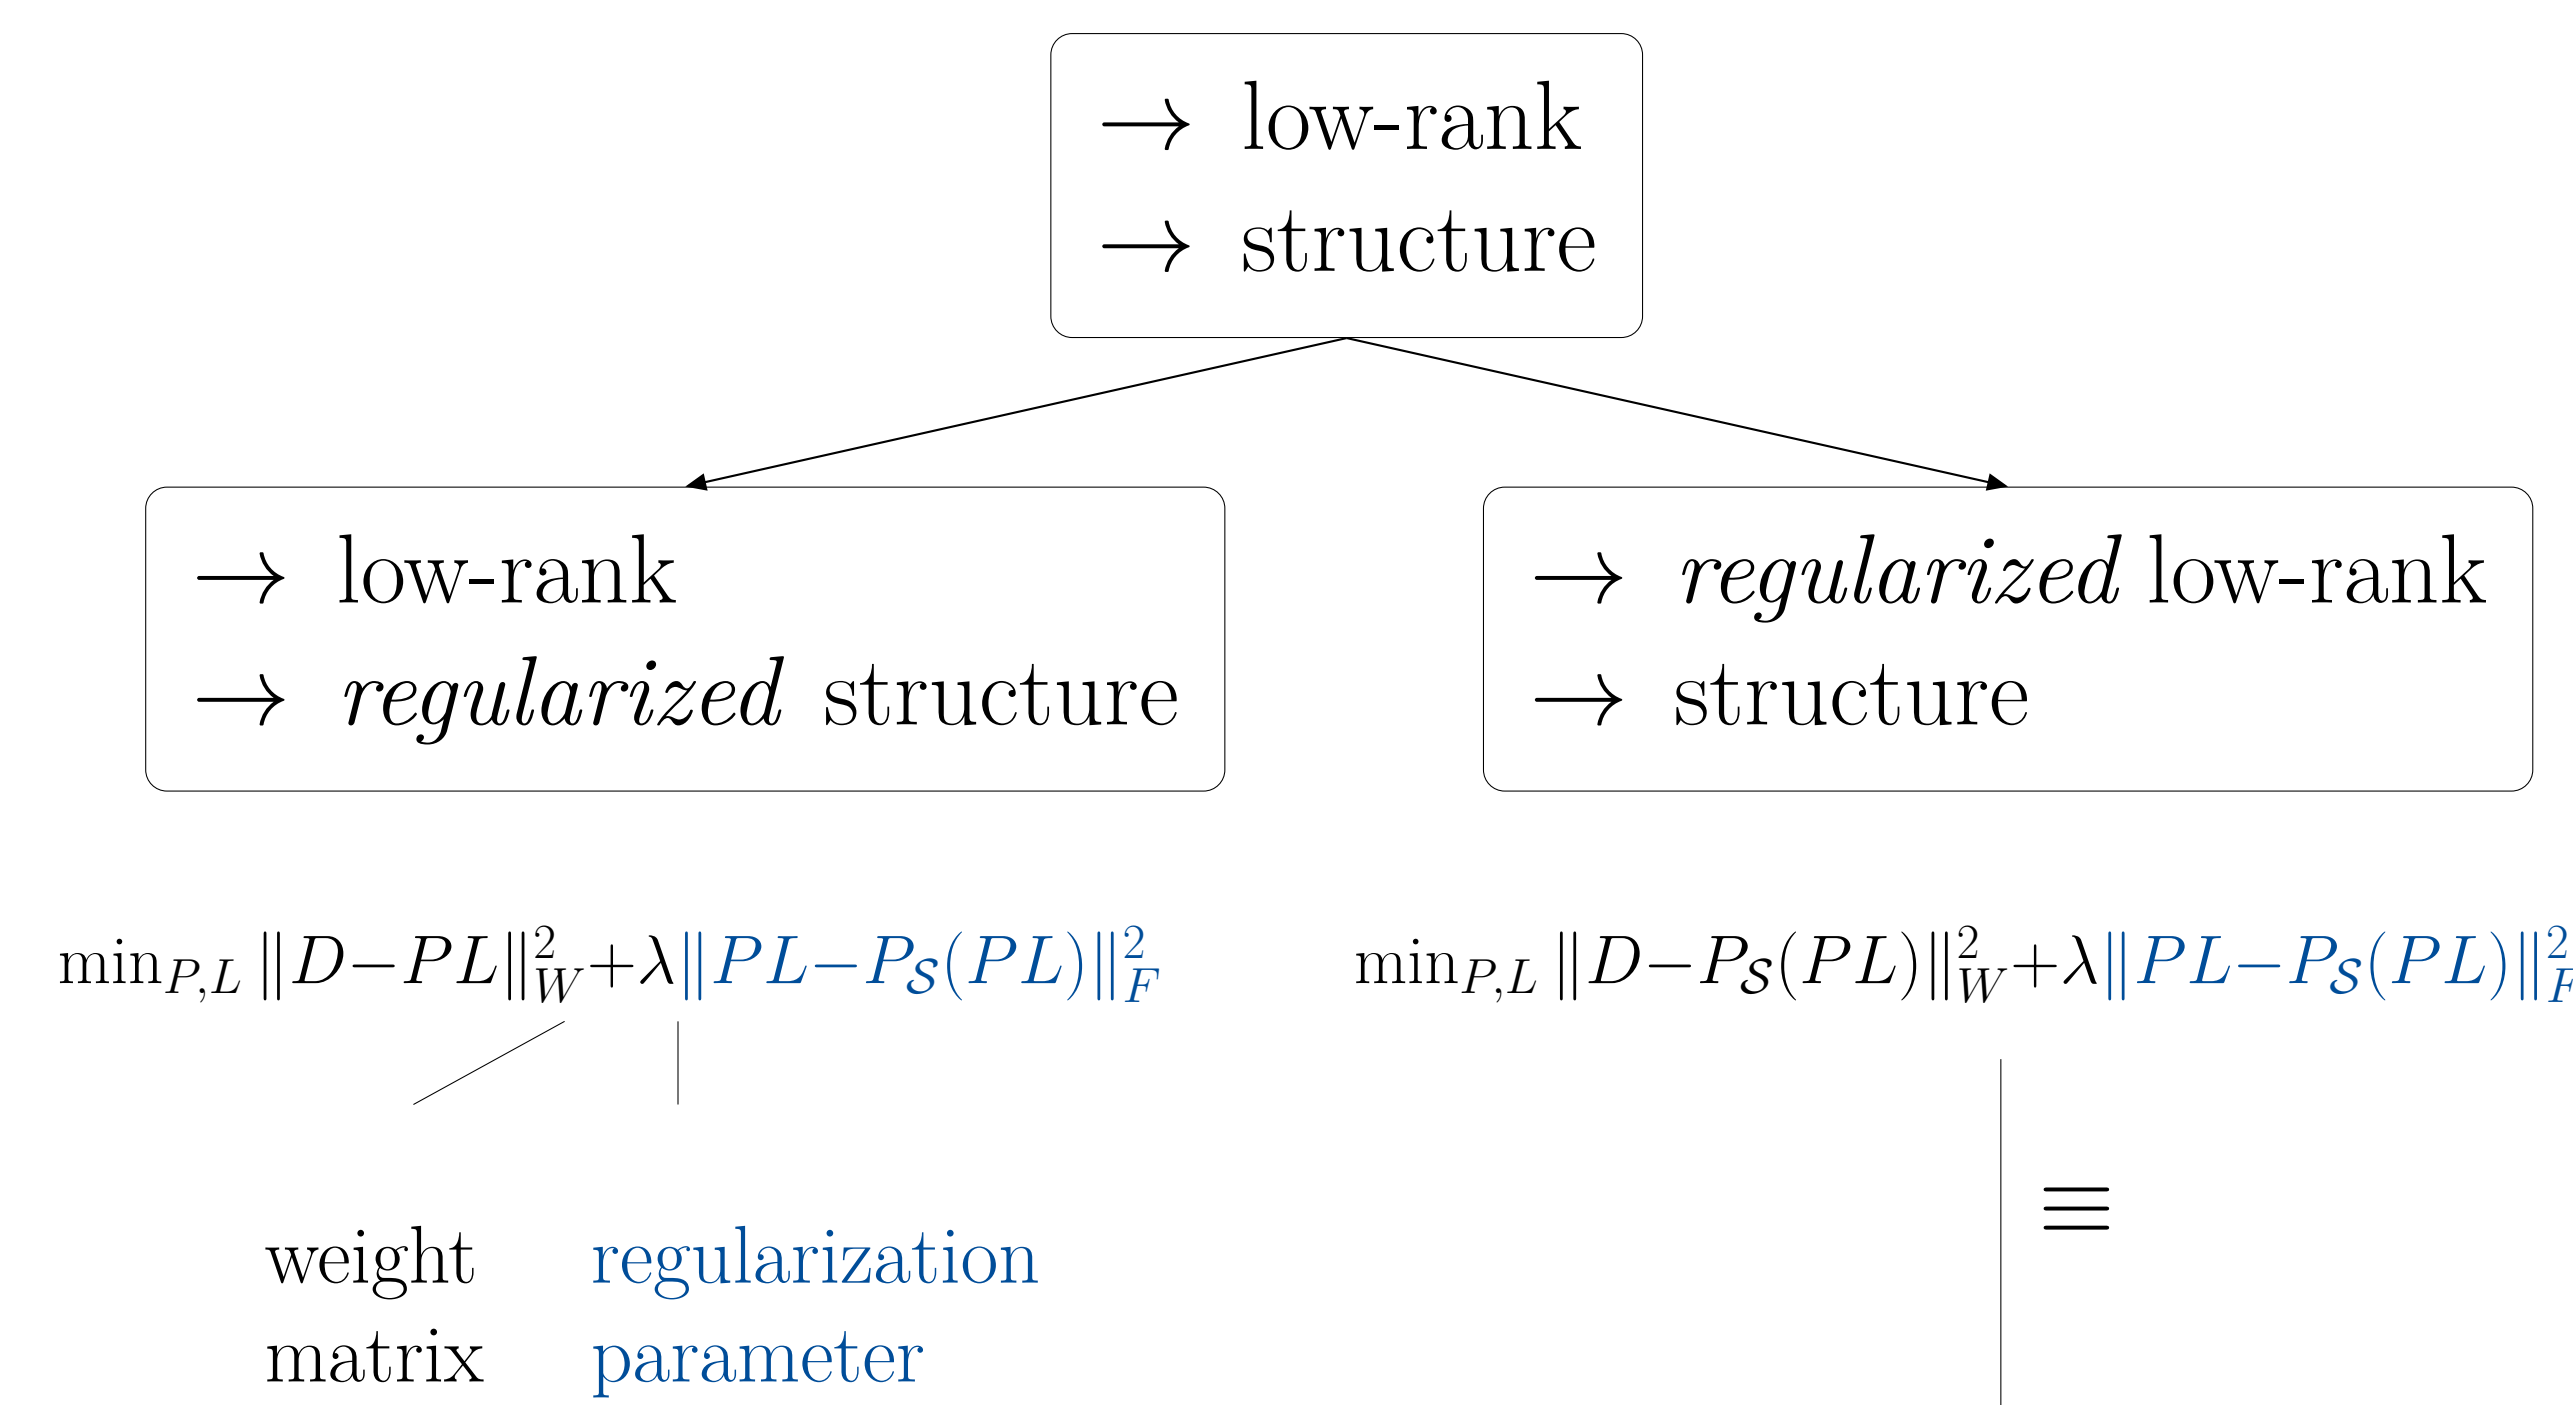 → low-rank
→ structure
→ low-rank
→ regularized structure
→ regularized low-rank
→ structure
min_{P,L} ‖D−PL‖²_W+λ‖PL−P_𝒮(PL)‖²_F
min_{P,L} ‖D−P_𝒮(PL)‖²_W+λ‖PL−P_𝒮(PL)‖²_F
≡
weight
matrix
regularization
parameter